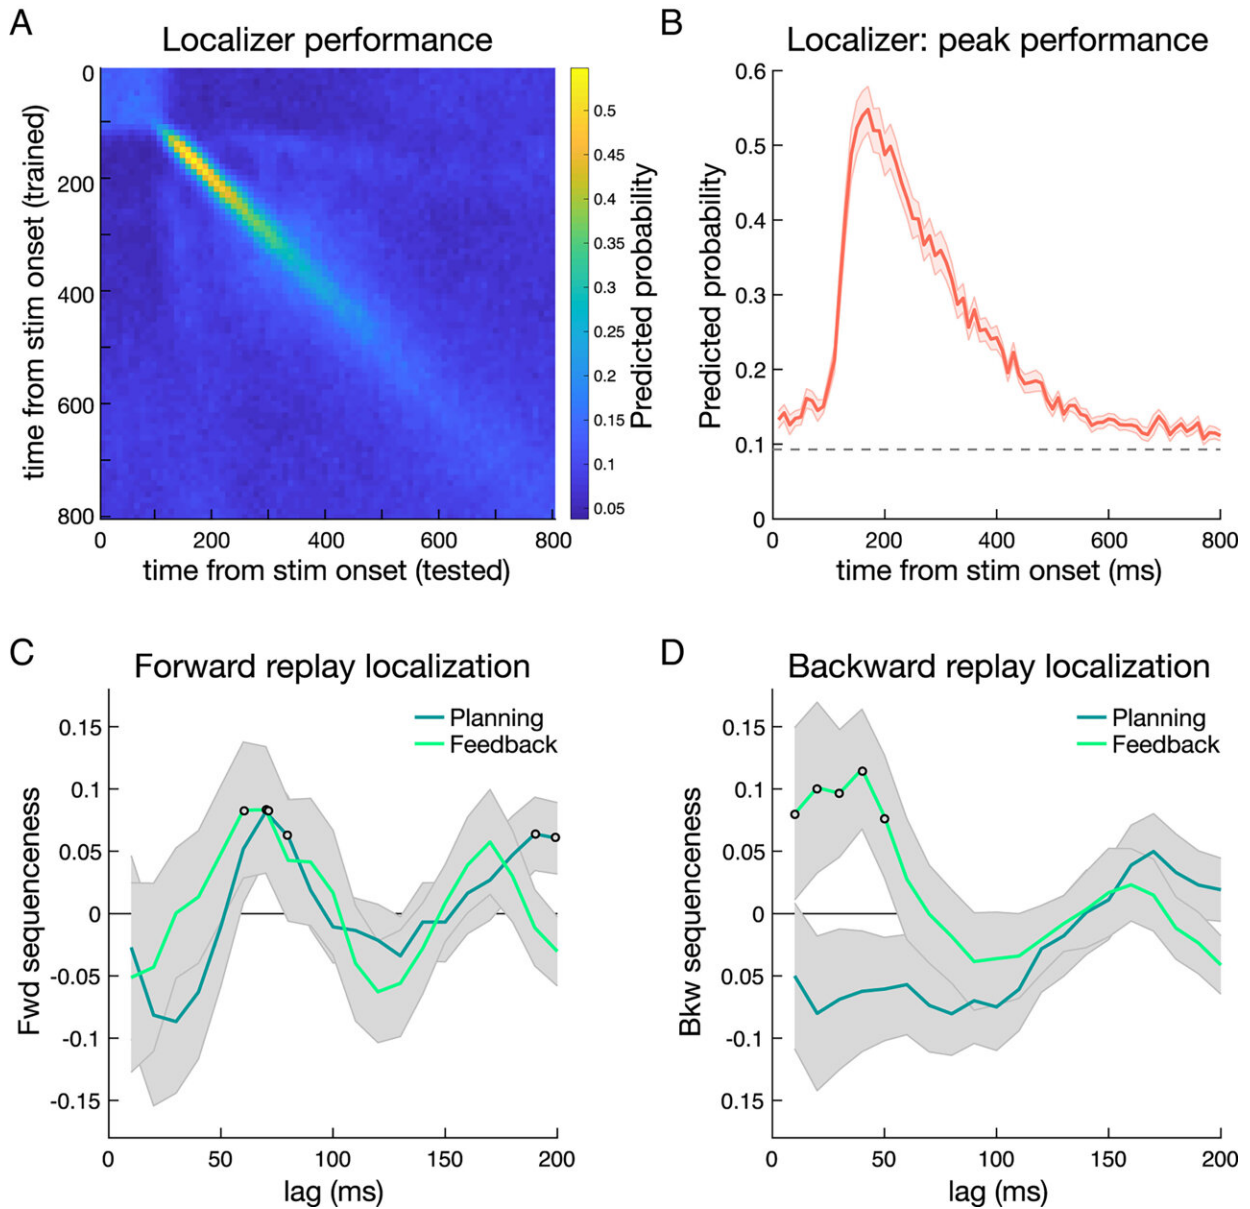 A
Localizer performance
0
200
400
600
800
time from stim onset (trained)
0
200
400
600
800
time from stim onset (tested)
0.5
0.45
0.4
0.35
0.3
0.25
0.2
0.15
0.1
0.05
Predicted probability
B
Localizer: peak performance
0.6
0.5
0.4
0.3
0.2
0.1
0
Predicted probability
0
200
400
600
800
time from stim onset (ms)
C
Forward replay localization
Planning
Feedback
0.15
0.1
0.05
0
-0.05
-0.1
-0.15
Fwd sequenceness
0
50
100
150
200
lag (ms)
D
Backward replay localization
Planning
Feedback
0.15
0.1
0.05
0
0.05
-0.1
0.15
Bkw sequenceness
0
50
100
150
200
lag (ms)